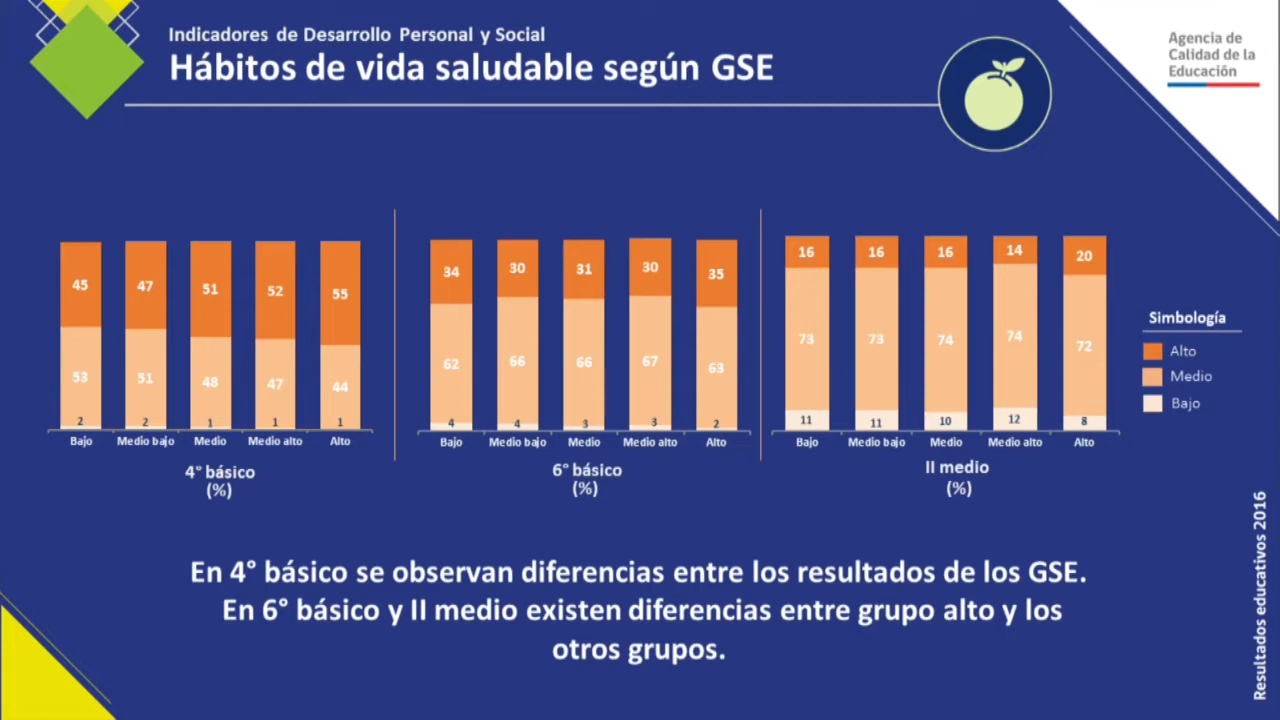 Indicadores de Desarrollo Personal y Social
Hábitos de vida saludable según GSE
Agencia de
Calidad de la
Educación
45 47 51 52 55
53 51 48 47 44
2 2 1 1 1
Bajo Medio bajo Medio Medio alto Alto
4° básico
(%)
34 30 31 30 35
62 66 66 67 63
4 4 3 3 2
Bajo Medio bajo Medio Medio alto Alto
6° básico
(%)
16 16 16 14 20
73 73 74 74 72
11 11 10 12 8
Bajo Medio bajo Medio Medio alto Alto
II medio
(%)
Simbología
Alto
Medio
Bajo
En 4° básico se observan diferencias entre los resultados de los GSE.
En 6° básico y II medio existen diferencias entre grupo alto y los
otros grupos.
Resultados educativos 2016